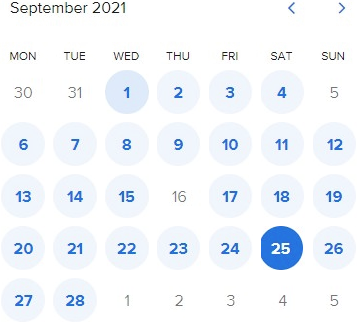 September 2021
MON TUE WED THU FRI SAT SUN
30 31 1 2 3 4 5
6 7 8 9 10 11 12
13 14 15 16 17 18 19
20 21 22 23 24 25 26
27 28 1 2 3 4 5